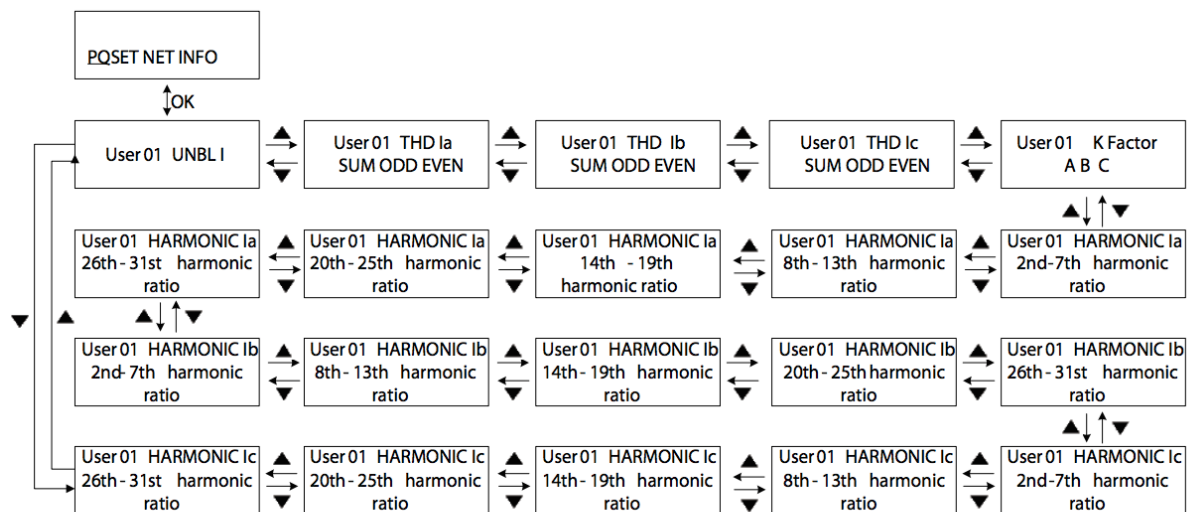 PQSET NET INFO
OK
User 01 UNBL I
User 01 THD Ia
SUM ODD EVEN
User 01 THD Ib
SUM ODD EVEN
User 01 THD Ic
SUM ODD EVEN
User 01 K Factor
A B C
User 01 HARMONIC Ia
26th - 31st harmonic
ratio
User 01 HARMONIC Ia
20th - 25th harmonic
ratio
User 01 HARMONIC Ia
14th - 19th
harmonic ratio
User 01 HARMONIC Ia
8th - 13th harmonic
ratio
User 01 HARMONIC Ia
2nd-7th harmonic
ratio
User 01 HARMONIC Ib
2nd-7th harmonic
ratio
User 01 HARMONIC Ib
8th - 13th harmonic
ratio
User 01 HARMONIC Ib
14th - 19th harmonic
ratio
User 01 HARMONIC Ib
20th - 25th harmonic
ratio
User 01 HARMONIC Ib
26th - 31st harmonic
ratio
User 01 HARMONIC Ic
26th - 31st harmonic
ratio
User 01 HARMONIC Ic
20th - 25th harmonic
ratio
User 01 HARMONIC Ic
14th - 19th harmonic
ratio
User 01 HARMONIC Ic
8th - 13th harmonic
ratio
User 01 HARMONIC Ic
2nd-7th harmonic
ratio